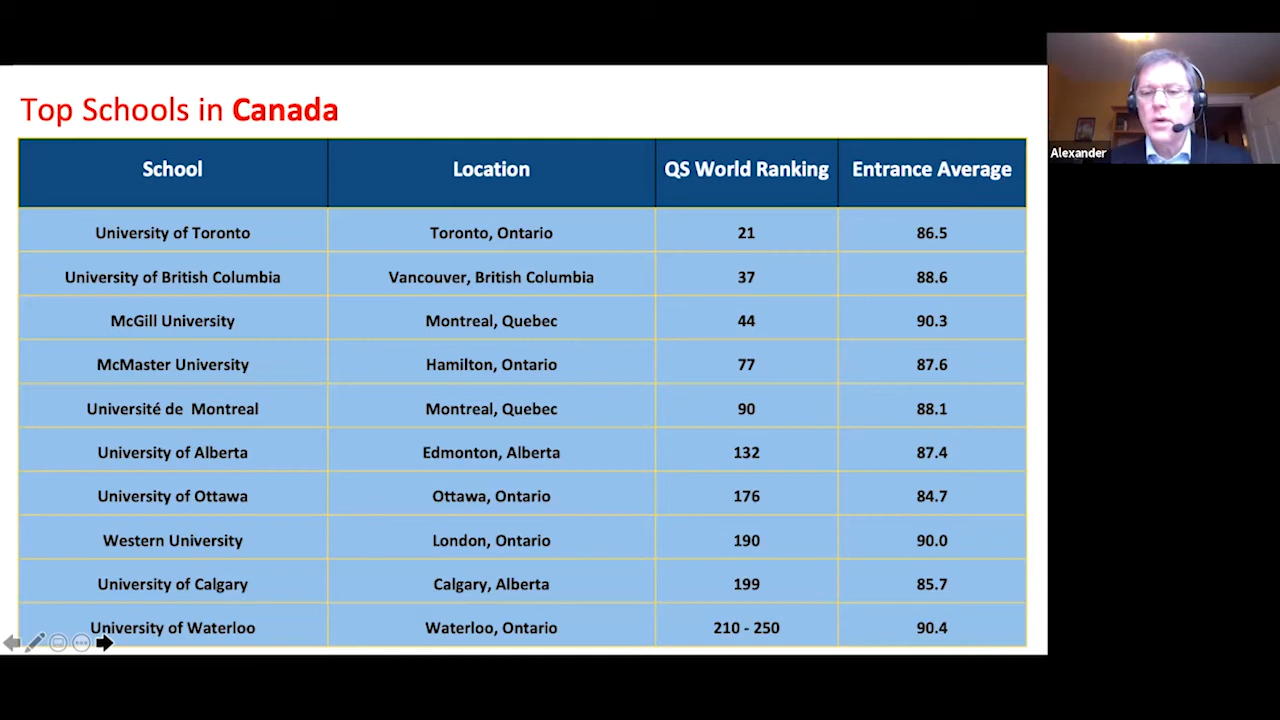 Top Schools in Canada
School Location QS World Ranking Entrance Average
University of Toronto Toronto, Ontario 21 86.5
University of British Columbia Vancouver, British Columbia 37 88.6
McGill University Montreal, Quebec 44 90.3
McMaster University Hamilton, Ontario 77 87.6
Université de  Montreal Montreal, Quebec 90 88.1
University of Alberta Edmonton, Alberta 132 87.4
University of Ottawa Ottawa, Ontario 176 84.7
Western University London, Ontario 190 90.0
University of Calgary Calgary, Alberta 199 85.7
University of Waterloo Waterloo, Ontario 210 - 250 90.4
Alexander